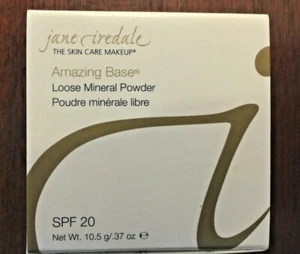 jane iredale
THE SKIN CARE MAKEUP®
Amazing Base®
Loose Mineral Powder
Poudre minérale libre
SPF 20
Net Wt. 10.5 g/.37 oz ℮